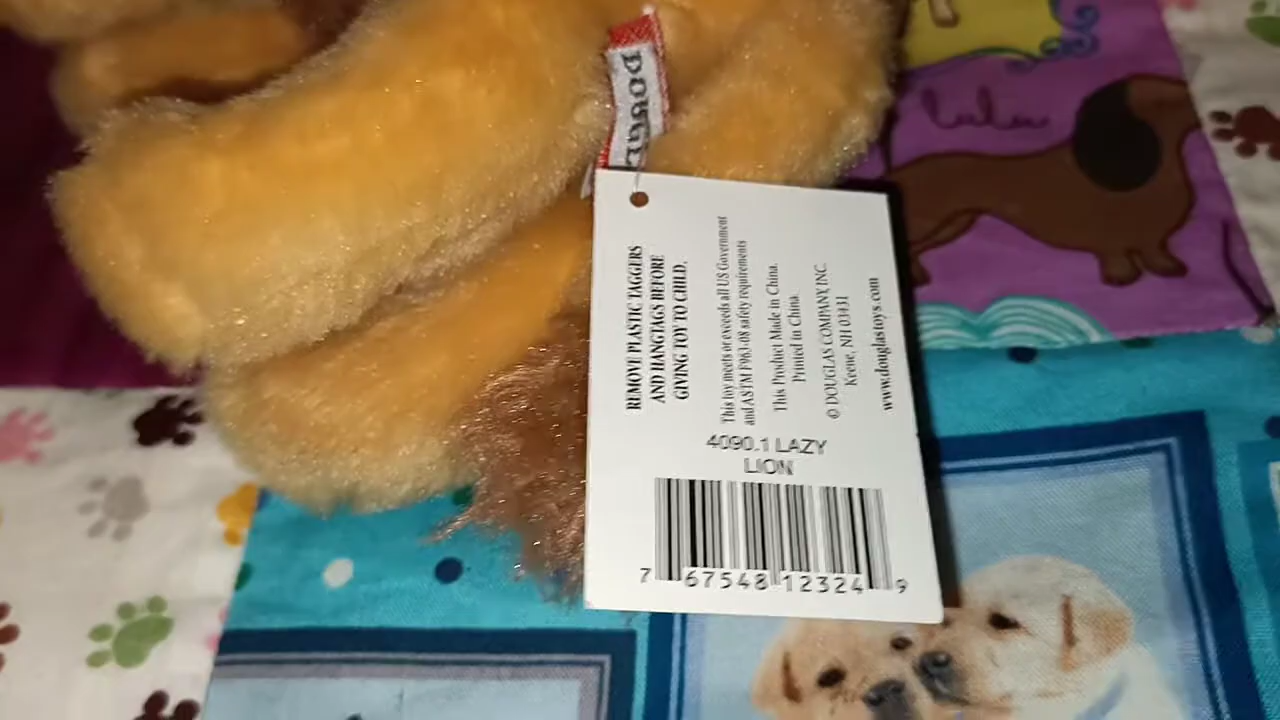 DOUGLAS
lulu
REMOVE PLASTIC TAGGERS
AND HANGTAGS BEFORE
GIVING TOY TO CHILD.
This toy meets or exceeds all US Government
and ASTM F963-08 safety requirements
This Product Made in China.
Printed in China.
© DOUGLAS COMPANY, INC.
Keene, NH 03431
www.douglastoys.com
4090.1 LAZY
LION
7 67548 12324 9